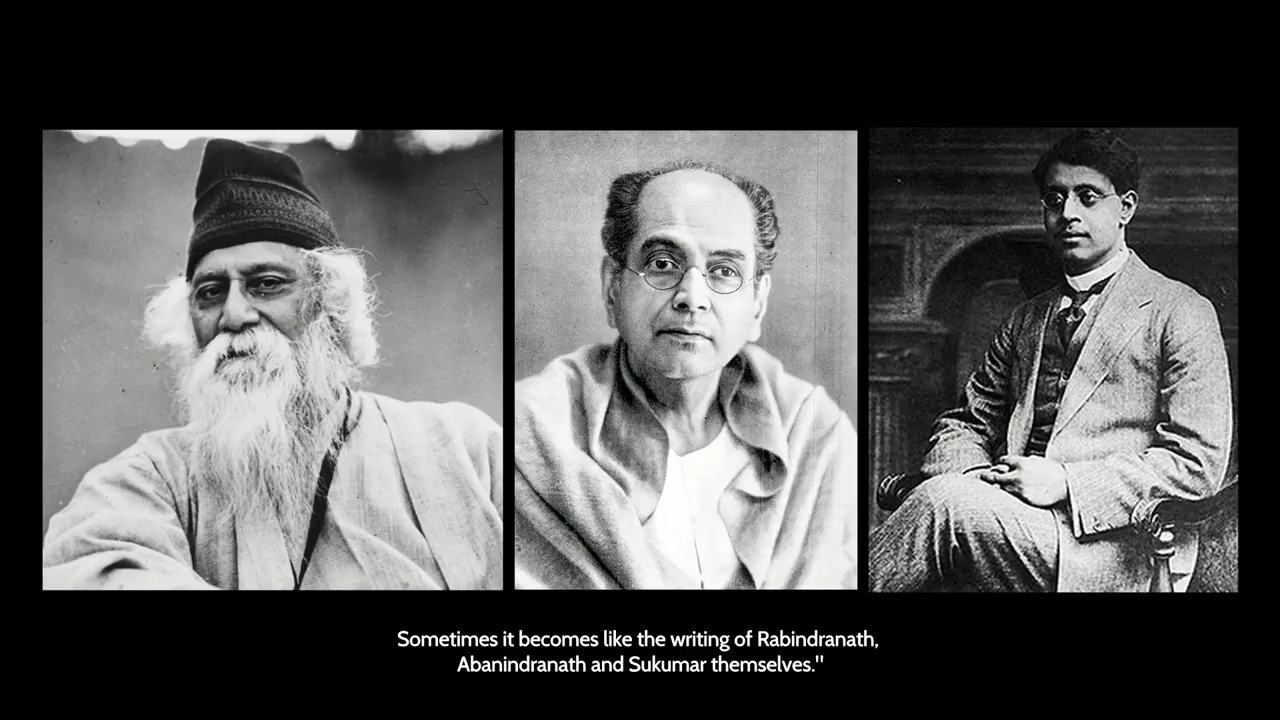 Sometimes it becomes like the writing of Rabindranath,
Abanindranath and Sukumar themselves."